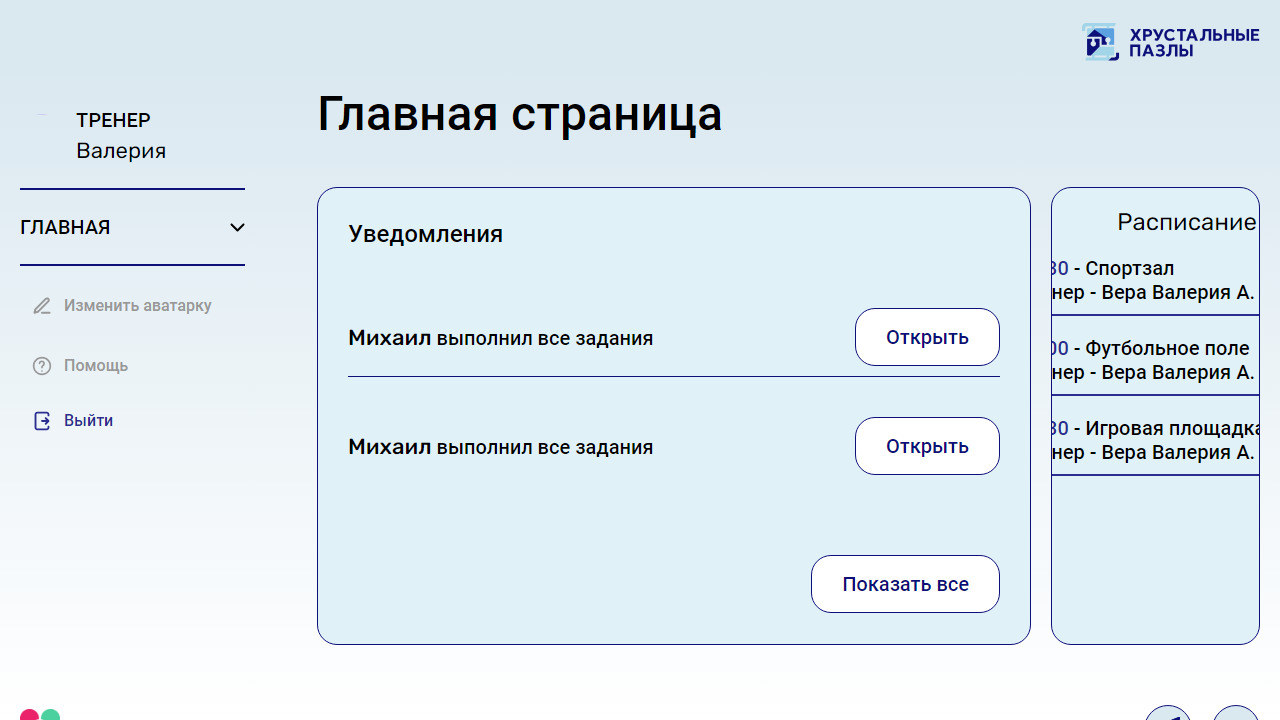 ХРУСТАЛЬНЫЕ
ПАЗЛЫ
ТРЕНЕР
Валерия
ГЛАВНАЯ
Изменить аватарку
Помощь
Выйти
Главная страница
Уведомления
Михаил выполнил все задания
Открыть
Михаил выполнил все задания
Открыть
Показать все
Расписание
30 - Спортзал
нер - Вера Валерия А.
00 - Футбольное поле
нер - Вера Валерия А.
30 - Игровая площадка
нер - Вера Валерия А.